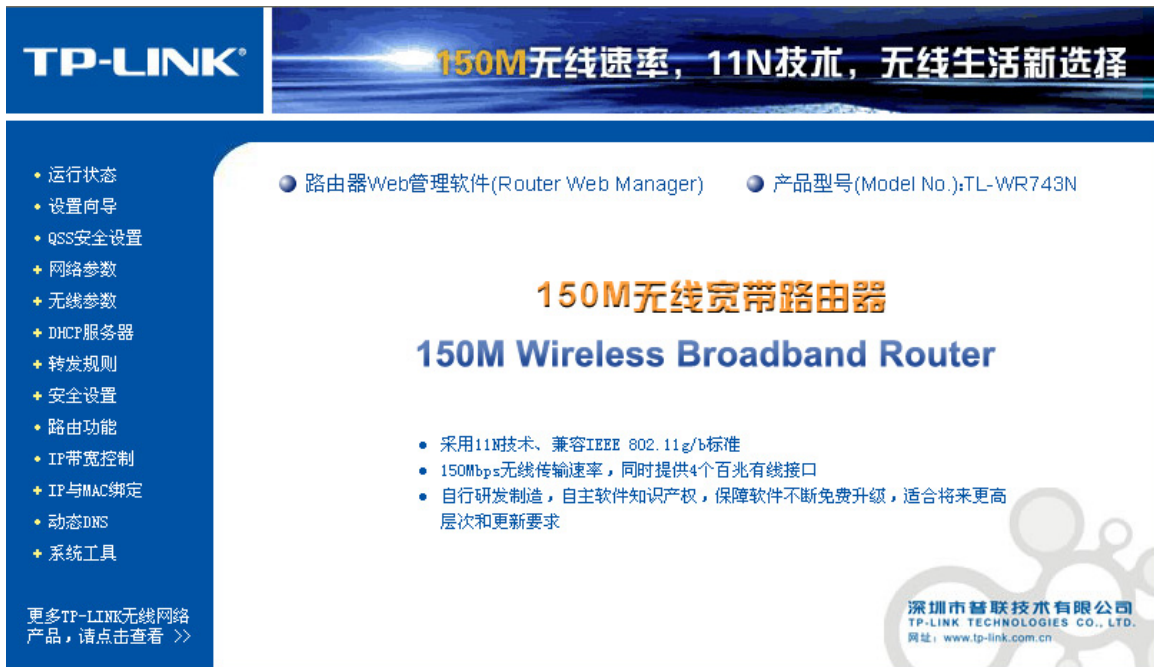 TP-LINK®
150M无线速率，11N技术，无线生活新选择
运行状态
设置向导
QSS安全设置
网络参数
无线参数
DHCP服务器
转发规则
安全设置
路由功能
IP带宽控制
IP与MAC绑定
动态DNS
系统工具
更多TP-LINK无线网络
产品，请点击查看 >>
路由器Web管理软件(Router Web Manager)
产品型号(Model No.):TL-WR743N
150M无线宽带路由器
150M Wireless Broadband Router
采用11N技术、兼容IEEE 802.11g/b标准
150Mbps无线传输速率，同时提供4个百兆有线接口
自行研发制造，自主软件知识产权，保障软件不断免费升级，适合将来更高
层次和更新要求
深圳市普联技术有限公司
TP-LINK TECHNOLOGIES CO., LTD.
网址：www.tp-link.com.cn